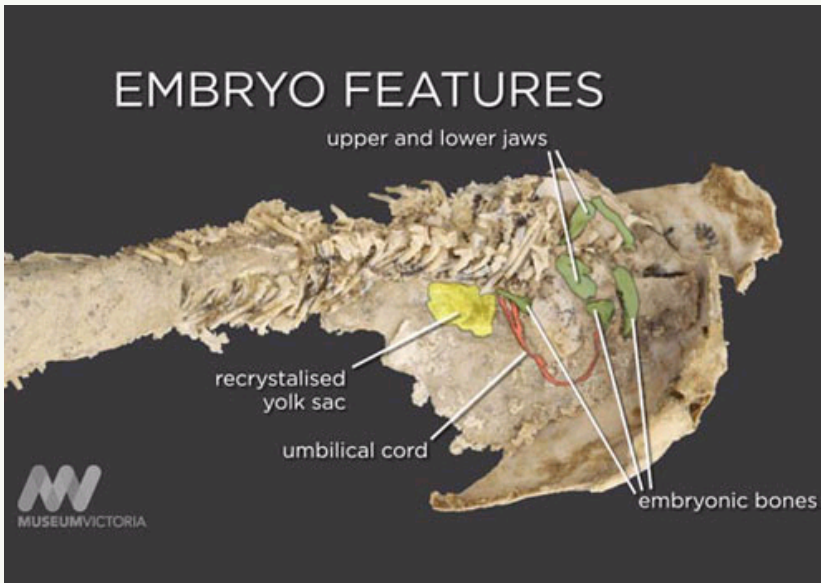 EMBRYO FEATURES
upper and lower jaws
recrystalised
yolk sac
umbilical cord
embryonic bones
MUSEUMVICTORIA